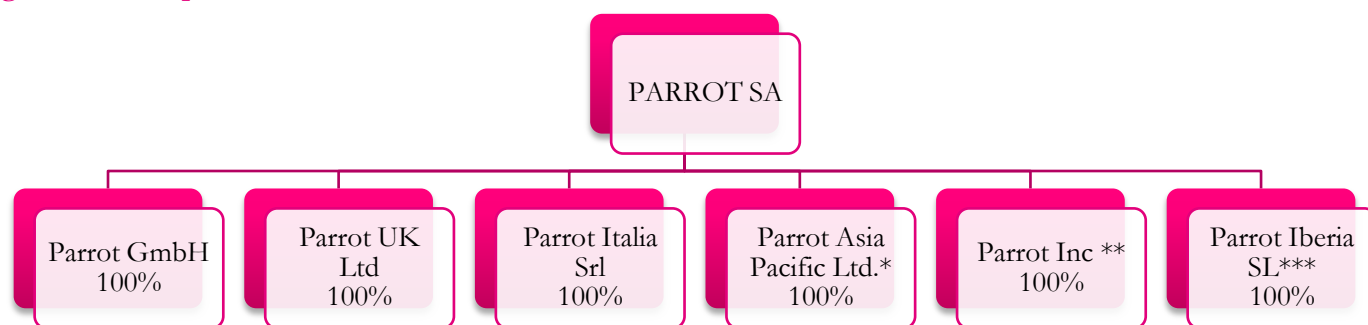 PARROT SA
Parrot GmbH
100%
Parrot UK
Ltd
100%
Parrot Italia
Srl
100%
Parrot Asia
Pacific Ltd.*
100%
Parrot Inc **
100%
Parrot Iberia
SL***
100%